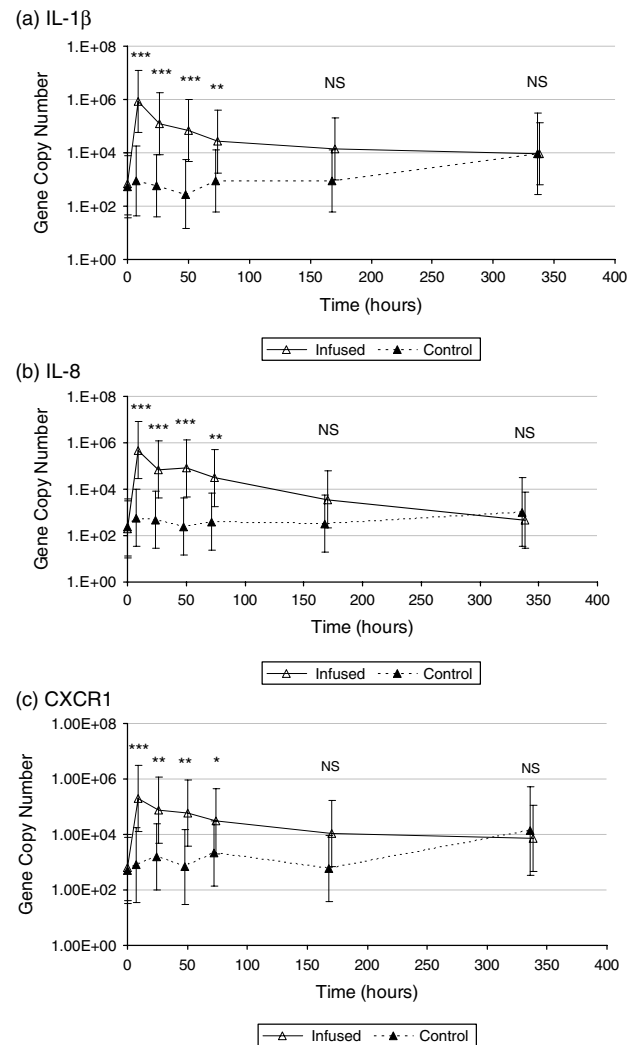 (a) IL-1β
1.E+08
*** *** *** ** NS NS
1.E+06
1.E+04
1.E+02
1.E+00
Gene Copy Number
0 50 100 150 200 250 300 350 400
Time (hours)
Infused Control
(b) IL-8
1.E+08
*** *** *** ** NS NS
1.E+06
1.E+04
1.E+02
1.E+00
Gene Copy Number
0 50 100 150 200 250 300 350 400
Time (hours)
Infused Control
(c) CXCR1
1.00E+08
*** ** ** * NS NS
1.00E+06
1.00E+04
1.00E+02
1.00E+00
Gene Copy Number
0 50 100 150 200 250 300 350 400
Time (hours)
Infused Control